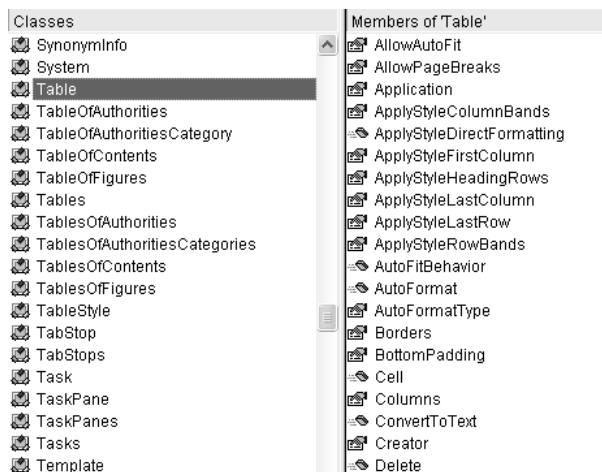 Classes
SynonymInfo
System
Table
TableOfAuthorities
TableOfAuthoritiesCategory
TableOfContents
TableOfFigures
Tables
TablesOfAuthorities
TablesOfAuthoritiesCategories
TablesOfContents
TablesOfFigures
TableStyle
TabStop
TabStops
Task
TaskPane
TaskPanes
Tasks
Template
Members of 'Table'
AllowAutoFit
AllowPageBreaks
Application
ApplyStyleColumnBands
ApplyStyleDirectFormatting
ApplyStyleFirstColumn
ApplyStyleHeadingRows
ApplyStyleLastColumn
ApplyStyleLastRow
ApplyStyleRowBands
AutoFitBehavior
AutoFormat
AutoFormatType
Borders
BottomPadding
Cell
Columns
ConvertToText
Creator
Delete